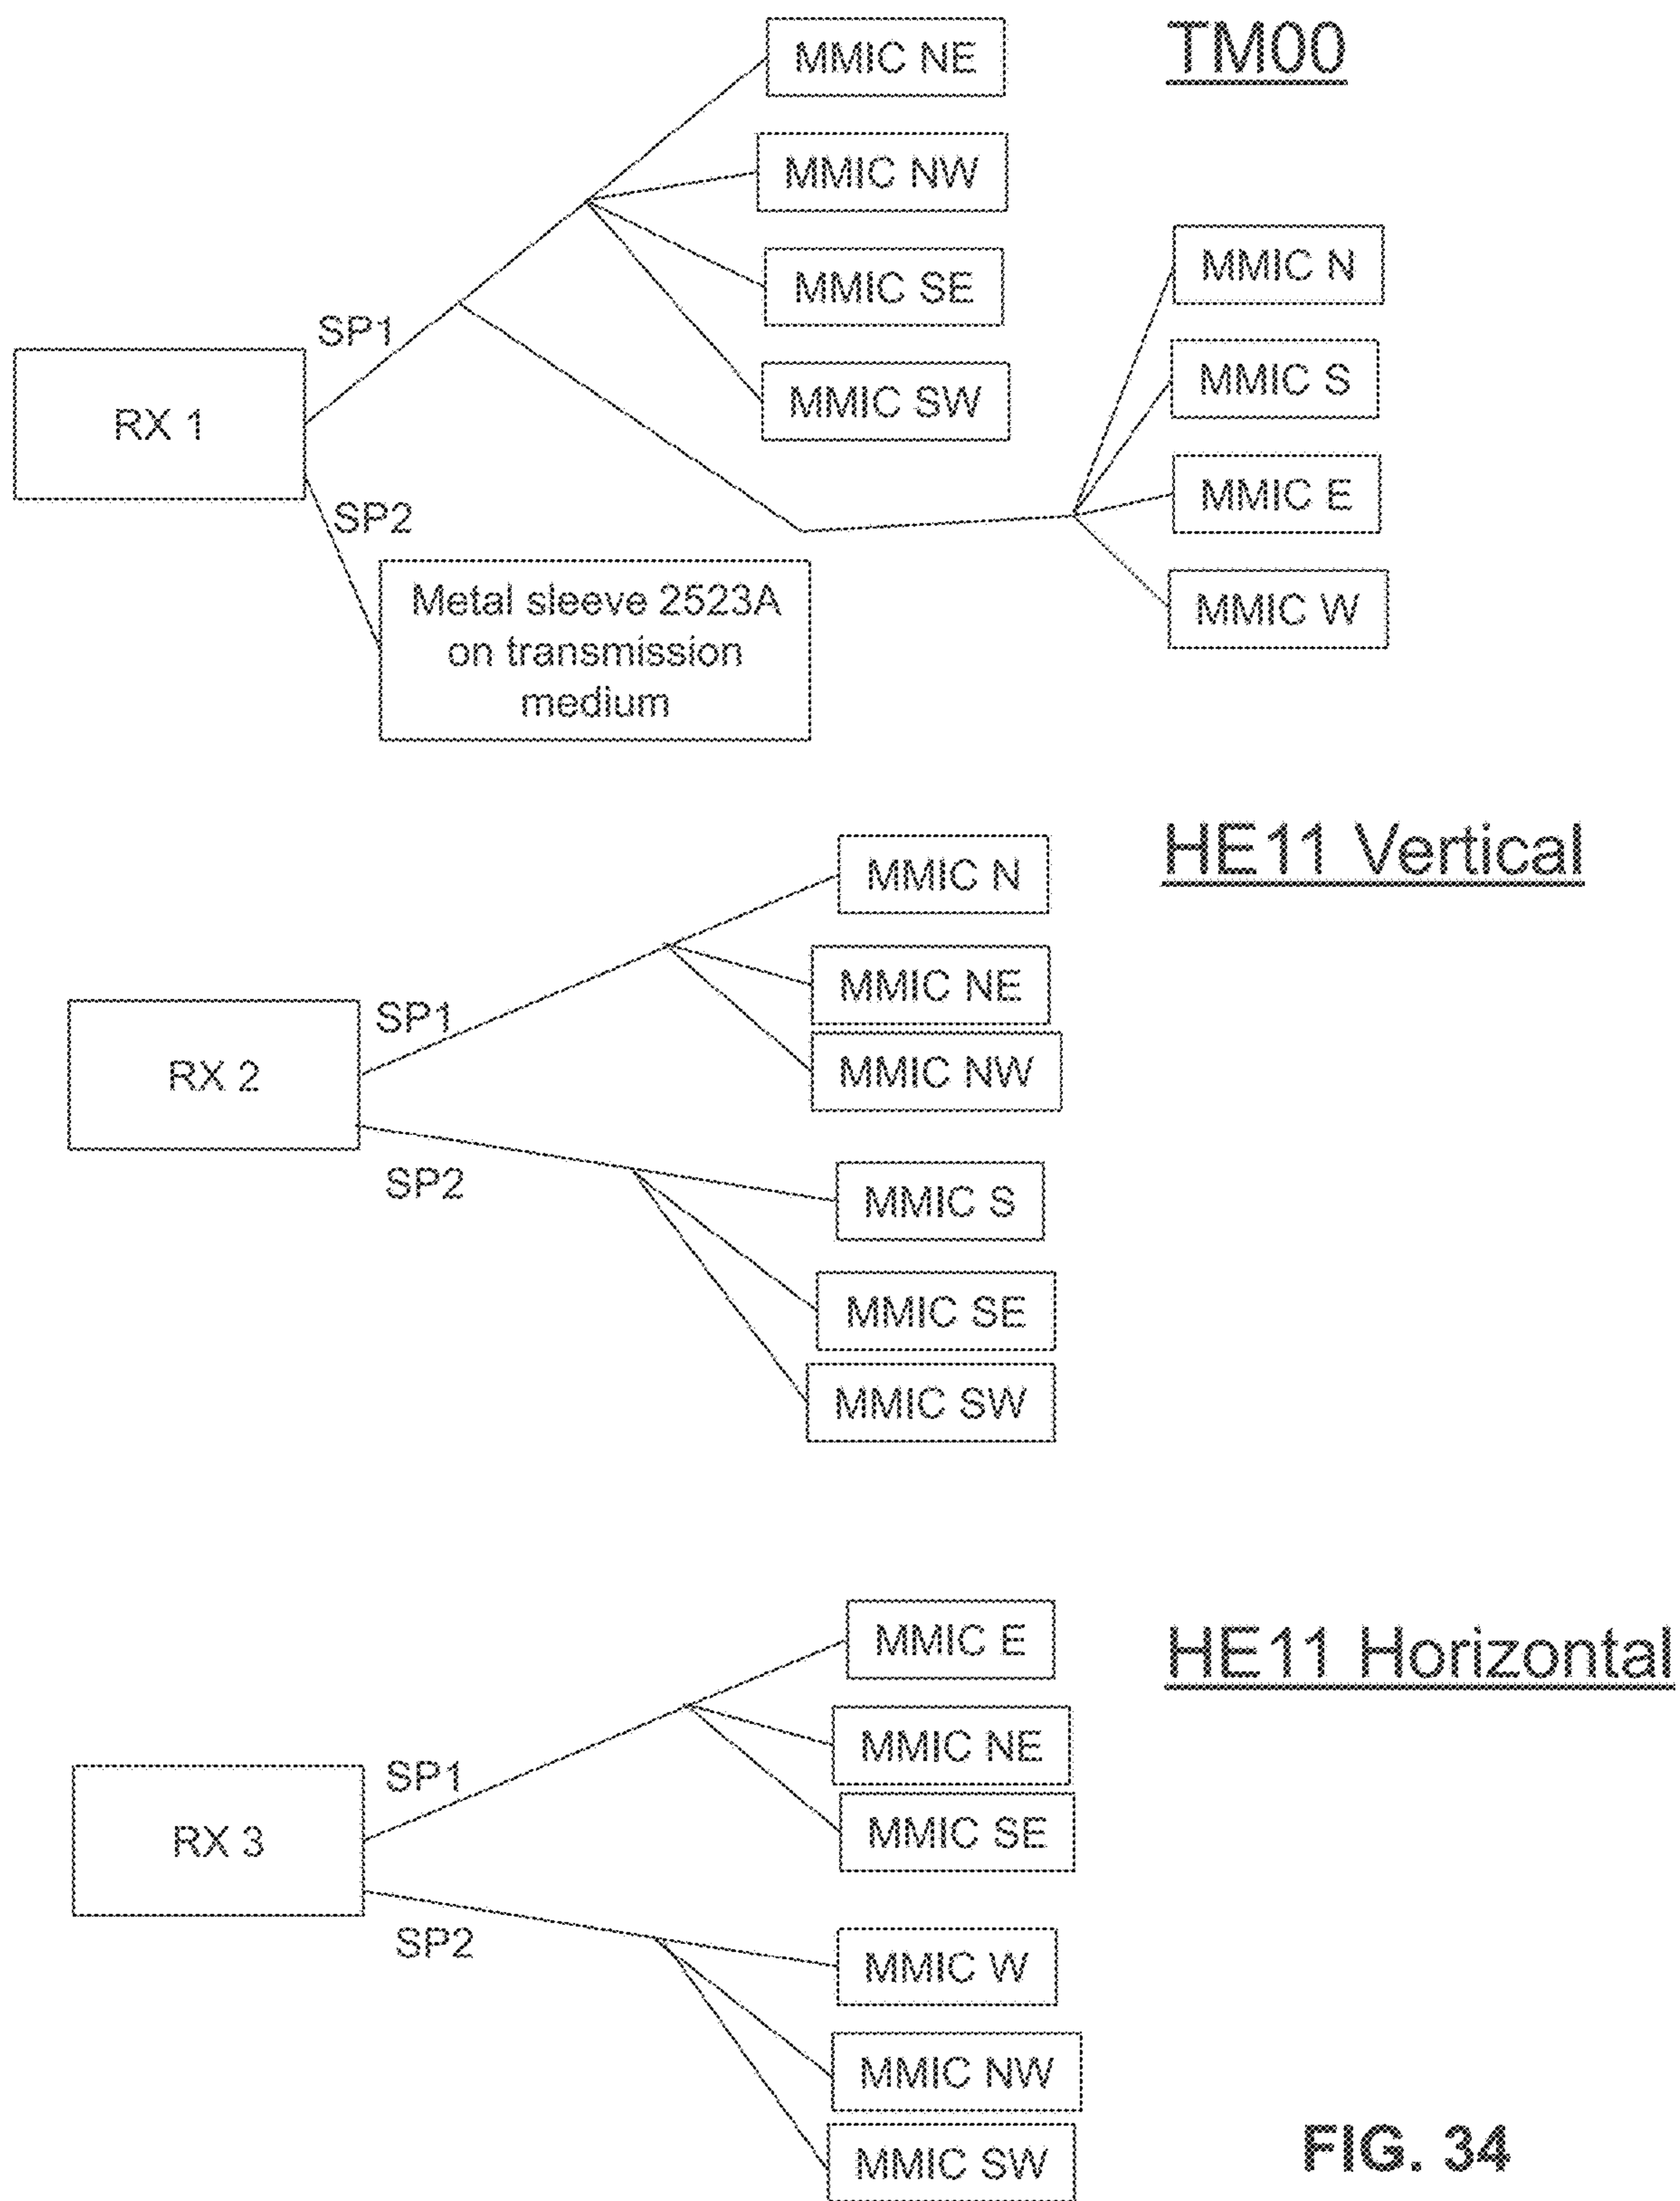 TM00
MMIC NE
MMIC NW
MMIC SE
MMIC SW
MMIC N
MMIC S
MMIC E
MMIC W
SP1
RX 1
SP2
Metal sleeve 2523A
on transmission
medium
HE11 Vertical
MMIC N
MMIC NE
MMIC NW
SP1
RX 2
SP2
MMIC S
MMIC SE
MMIC SW
HE11 Horizontal
MMIC E
MMIC NE
MMIC SE
SP1
RX 3
SP2
MMIC W
MMIC NW
MMIC SW
FIG. 34